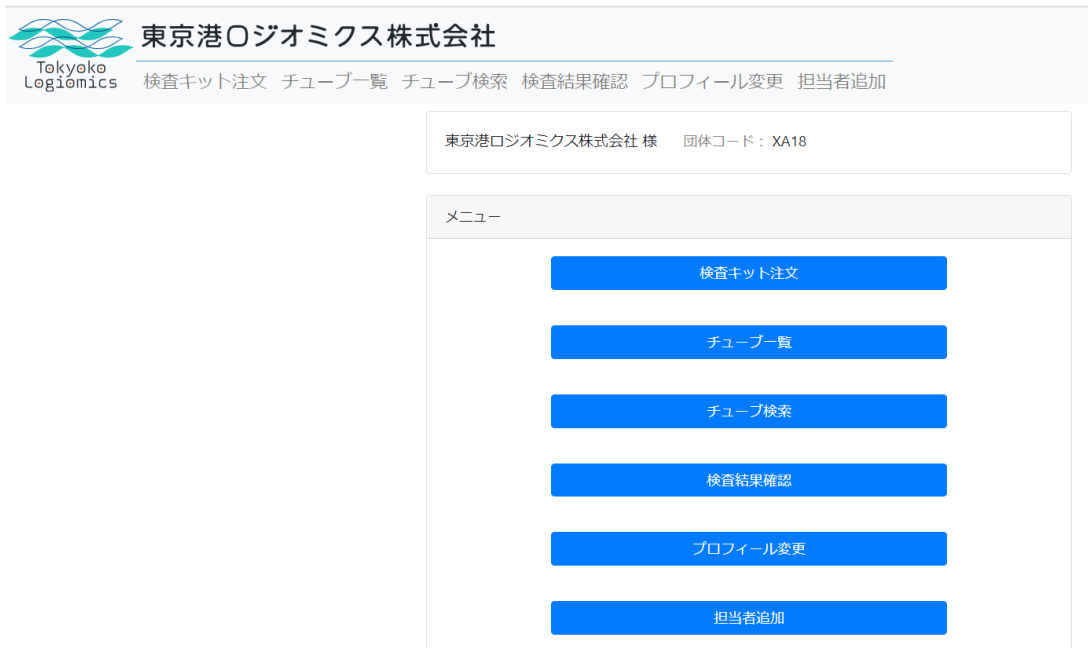 東京港ロジオミクス株式会社
Tokyoko
Logiomics
検査キット注文 チューブ一覧 チューブ検索 検査結果確認 プロフィール変更 担当者追加
東京港ロジオミクス株式会社 様 団体コード： XA18
メニュー
検査キット注文
チューブ一覧
チューブ検索
検査結果確認
プロフィール変更
担当者追加